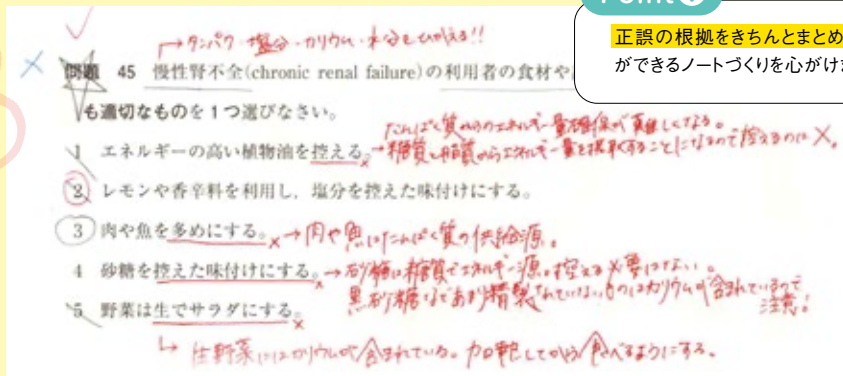 Point
正誤の根拠をきちんとまとめ
ができるノートづくりを心がけ
→タンパク・塩分・カリウム・水分をひかえる!!
問題 45 慢性腎不全(chronic renal failure)の利用者の食材や
も適切なものを1つ選びなさい。
たんぱく質からのエネルギー量確保が難しくなる。
1 エネルギーの高い植物油を控える。×→糖質と脂質からエネルギー量を摂取することになるので控えるのは×。
2 レモンや香辛料を利用し,塩分を控えた味付けにする。
3 肉や魚を多めにする。×→肉や魚はたんぱく質の供給源。
4 砂糖を控えた味付けにする。×→砂糖は糖質でエネルギー源。控える必要はない。
黒砂糖などあまり精製されていないものはカリウムが含まれているので
注意!
5 野菜は生でサラダにする。×
↳ 生野菜にはカリウムが含まれている。加熱してから食べるようにする。